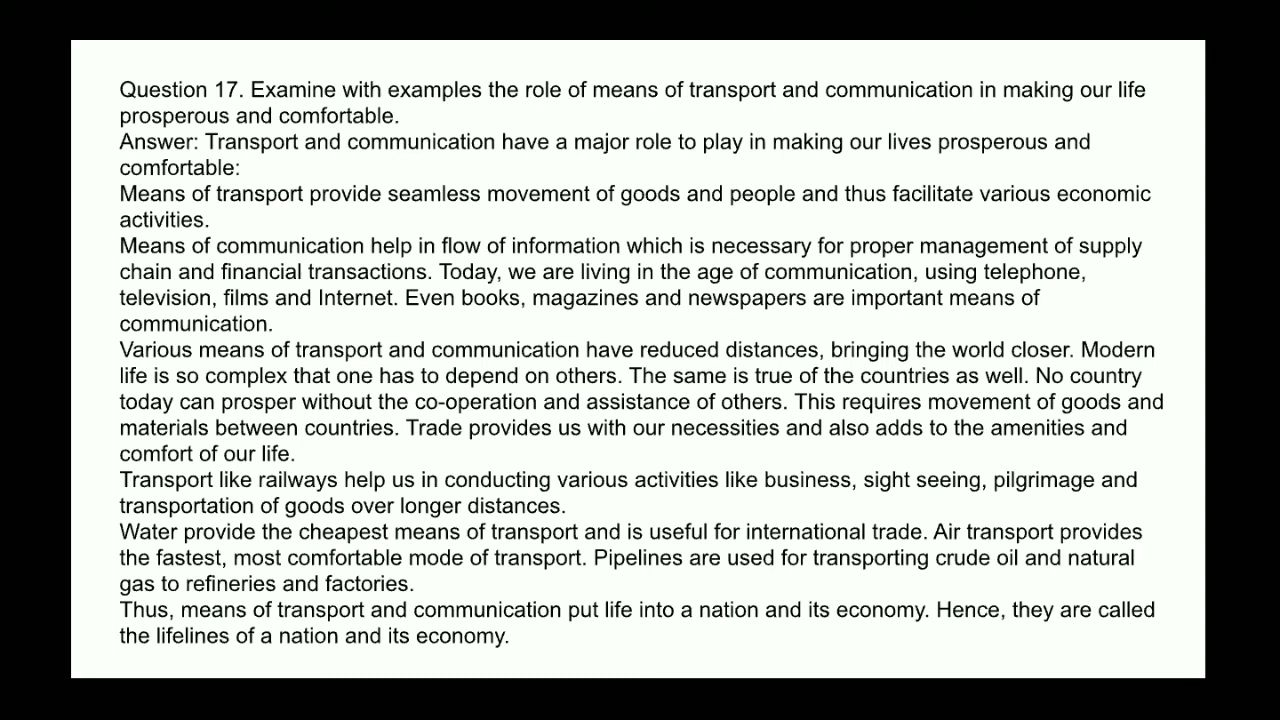 Question 17. Examine with examples the role of means of transport and communication in making our life
prosperous and comfortable.
Answer: Transport and communication have a major role to play in making our lives prosperous and
comfortable:
Means of transport provide seamless movement of goods and people and thus facilitate various economic
activities.
Means of communication help in flow of information which is necessary for proper management of supply
chain and financial transactions. Today, we are living in the age of communication, using telephone,
television, films and Internet. Even books, magazines and newspapers are important means of
communication.
Various means of transport and communication have reduced distances, bringing the world closer. Modern
life is so complex that one has to depend on others. The same is true of the countries as well. No country
today can prosper without the co-operation and assistance of others. This requires movement of goods and
materials between countries. Trade provides us with our necessities and also adds to the amenities and
comfort of our life.
Transport like railways help us in conducting various activities like business, sight seeing, pilgrimage and
transportation of goods over longer distances.
Water provide the cheapest means of transport and is useful for international trade. Air transport provides
the fastest, most comfortable mode of transport. Pipelines are used for transporting crude oil and natural
gas to refineries and factories.
Thus, means of transport and communication put life into a nation and its economy. Hence, they are called
the lifelines of a nation and its economy.